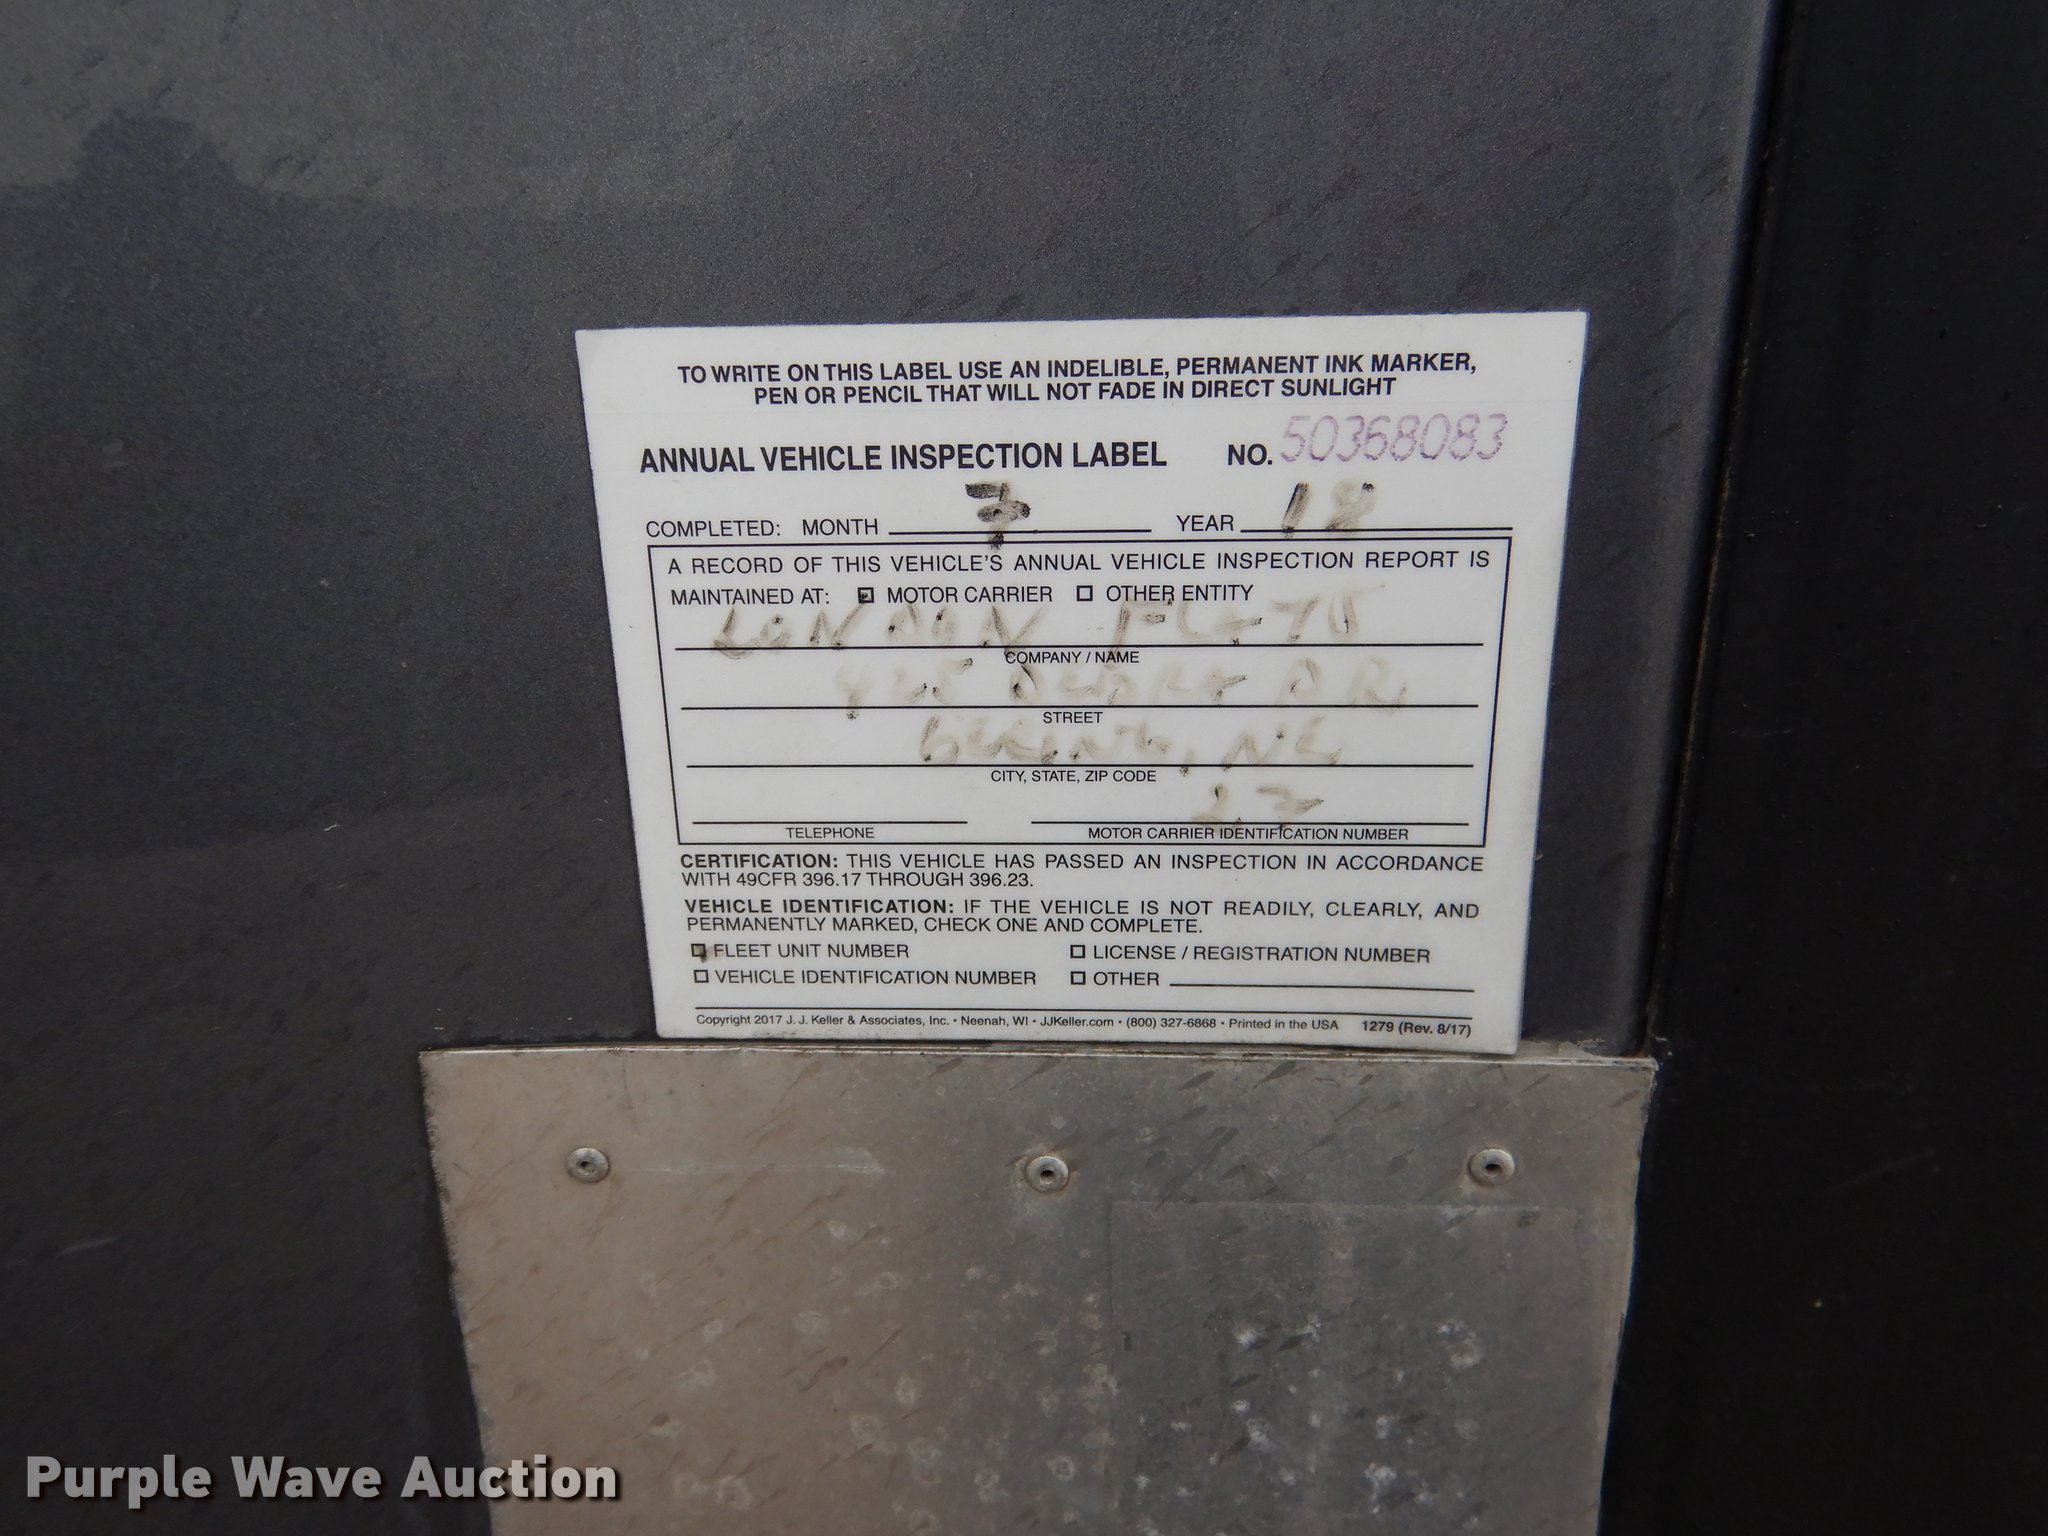 TO WRITE ON THIS LABEL USE AN INDELIBLE, PERMANENT INK MARKER,
PEN OR PENCIL THAT WILL NOT FADE IN DIRECT SUNLIGHT
ANNUAL VEHICLE INSPECTION LABEL NO. 50368083
COMPLETED: MONTH 7 YEAR 18
A RECORD OF THIS VEHICLE'S ANNUAL VEHICLE INSPECTION REPORT IS
MAINTAINED AT: MOTOR CARRIER OTHER ENTITY
LONDON
COMPANY / NAME
DR.
STREET
GERING, NE.
CITY, STATE, ZIP CODE
TELEPHONE MOTOR CARRIER IDENTIFICATION NUMBER
CERTIFICATION: THIS VEHICLE HAS PASSED AN INSPECTION IN ACCORDANCE
WITH 49CFR 396.17 THROUGH 396.23.
VEHICLE IDENTIFICATION: IF THE VEHICLE IS NOT READILY, CLEARLY, AND
PERMANENTLY MARKED, CHECK ONE AND COMPLETE.
FLEET UNIT NUMBER LICENSE / REGISTRATION NUMBER
VEHICLE IDENTIFICATION NUMBER OTHER
Copyright 2017 J. J. Keller & Associates, Inc. • Neenah, WI • JJKeller.com • (800) 327-6868 • Printed in the USA 1279 (Rev. 8/17)
Purple Wave Auction